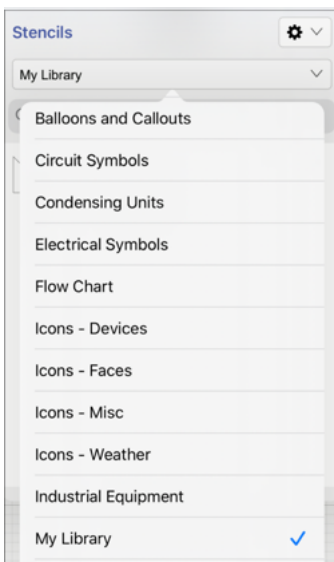 Stencils
My Library
Balloons and Callouts
Circuit Symbols
Condensing Units
Electrical Symbols
Flow Chart
Icons - Devices
Icons - Faces
Icons - Misc
Icons - Weather
Industrial Equipment
My Library